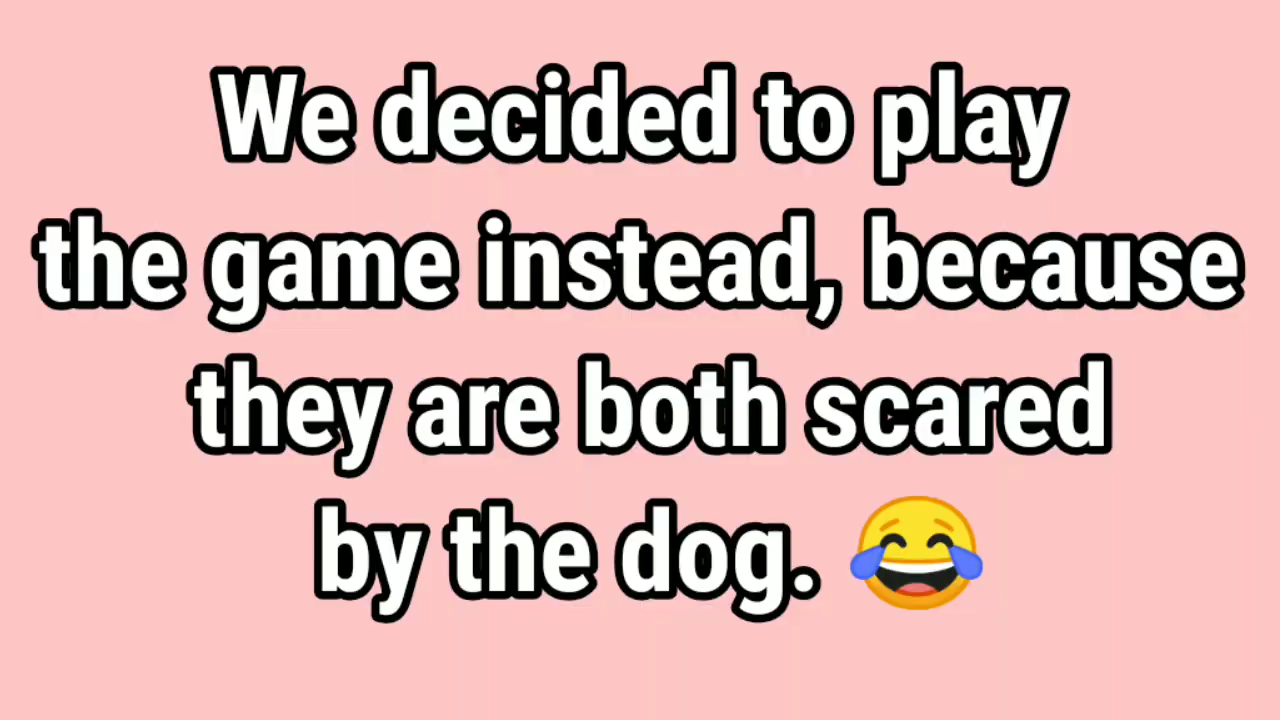 We decided to play
the game instead, because
they are both scared
by the dog. 😂